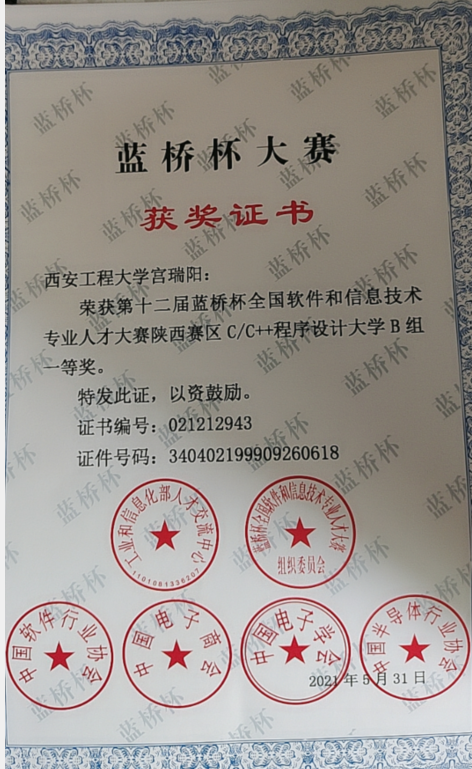 蓝桥杯大赛
获奖证书
西安工程大学宫瑞阳：
荣获第十二届蓝桥杯全国软件和信息技术
专业人才大赛陕西赛区 C/C++程序设计大学 B 组
一等奖。
特发此证，以资鼓励。
证书编号：021212943
证件号码：340402199909260618
工业和信息化部人才交流中心
蓝桥杯全国软件和信息技术专业人才大赛
组织委员会
中国软件行业协会
中国电子商会
中国电子学会
中国半导体行业协会
2021 年 5 月 31 日